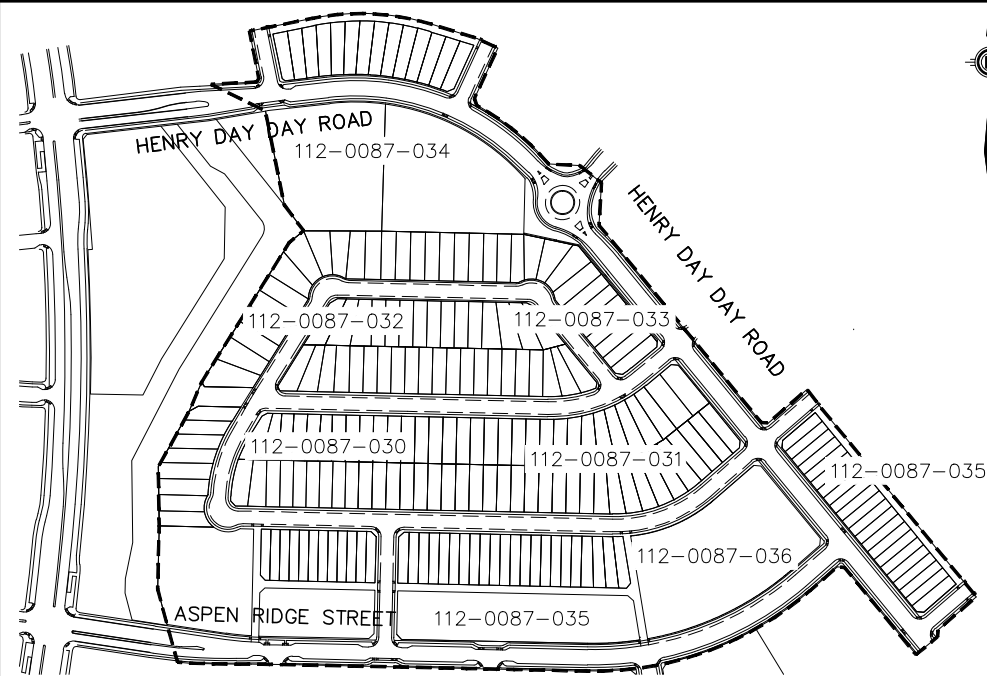 HENRY DAY DAY ROAD
112-0087-034
HENRY DAY DAY ROAD
112-0087-032
112-0087-033
112-0087-030
112-0087-031
112-0087-035
112-0087-036
ASPEN RIDGE STREET
112-0087-035